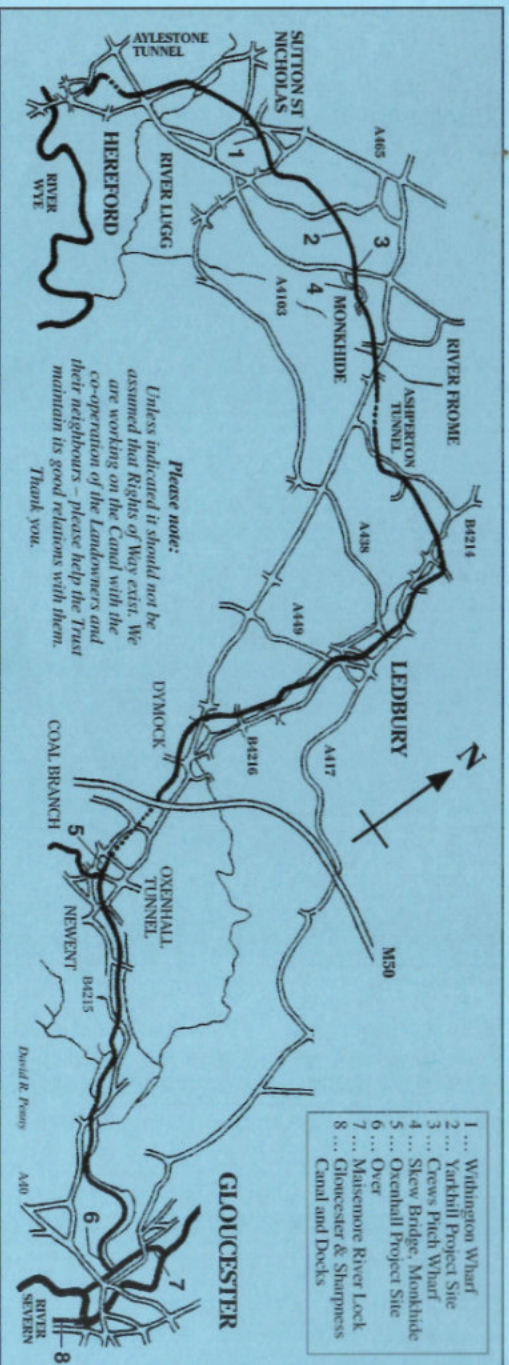 AYLESTONE
TUNNEL
SUTTON ST
NICHOLAS
HEREFORD
RIVER
WYE
RIVER LUGG
1
A465
2
3
4
MONKHIDE
A4103
RIVER FROME
ASHPERTON
TUNNEL
B4214
A438
LEDBURY
A449
A417
B4216
N
DYMOCK
COAL BRANCH
5
OXENHALL
TUNNEL
NEWENT
M50
B4215
GLOUCESTER
6
7
A40
RIVER
SEVERN
8
David R. Penny
Please note:
Unless indicated it should not be
assumed that Rights of Way exist. We
are working on the Canal with the
co-operation of the Landowners and
their neighbours – please help the Trust
maintain its good relations with them.
Thank you.
1 ... Withington Wharf
2 ... Yarkhill Project Site
3 ... Crews Pitch Wharf
4 ... Skew Bridge, Monkhide
5 ... Oxenhall Project Site
6 ... Over
7 ... Maisemore River Lock
8 ... Gloucester & Sharpness
Canal and Docks